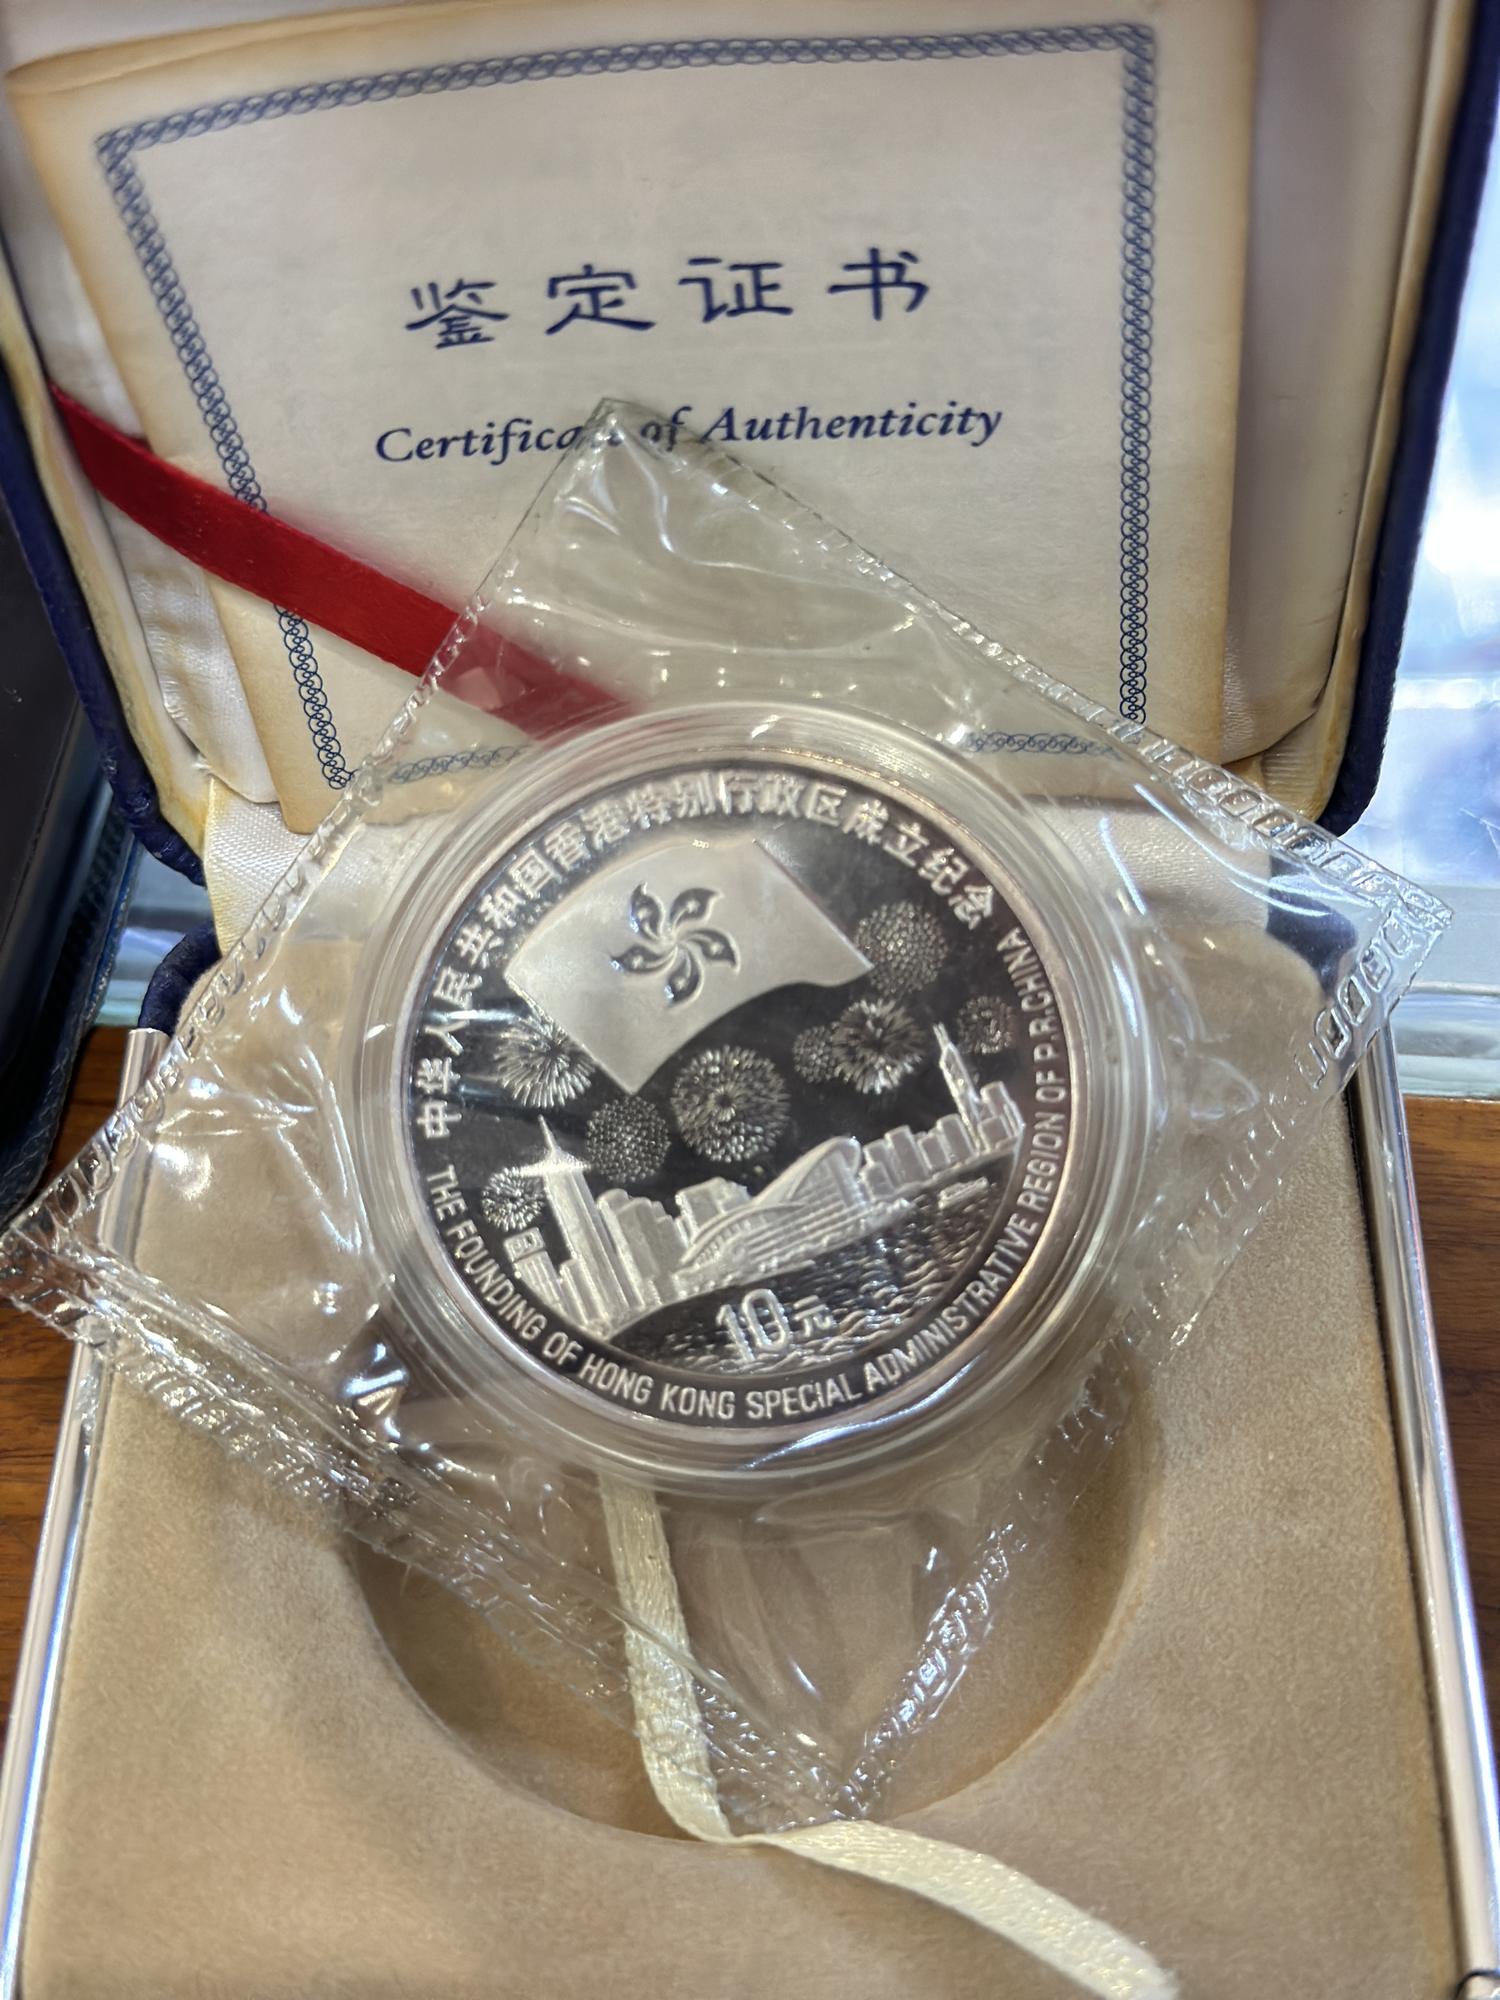 鉴定证书
Certificate of Authenticity
中华人民共和国香港特别行政区成立纪念
10元
THE FOUNDING OF HONG KONG SPECIAL ADMINISTRATIVE REGION OF P.R.CHINA